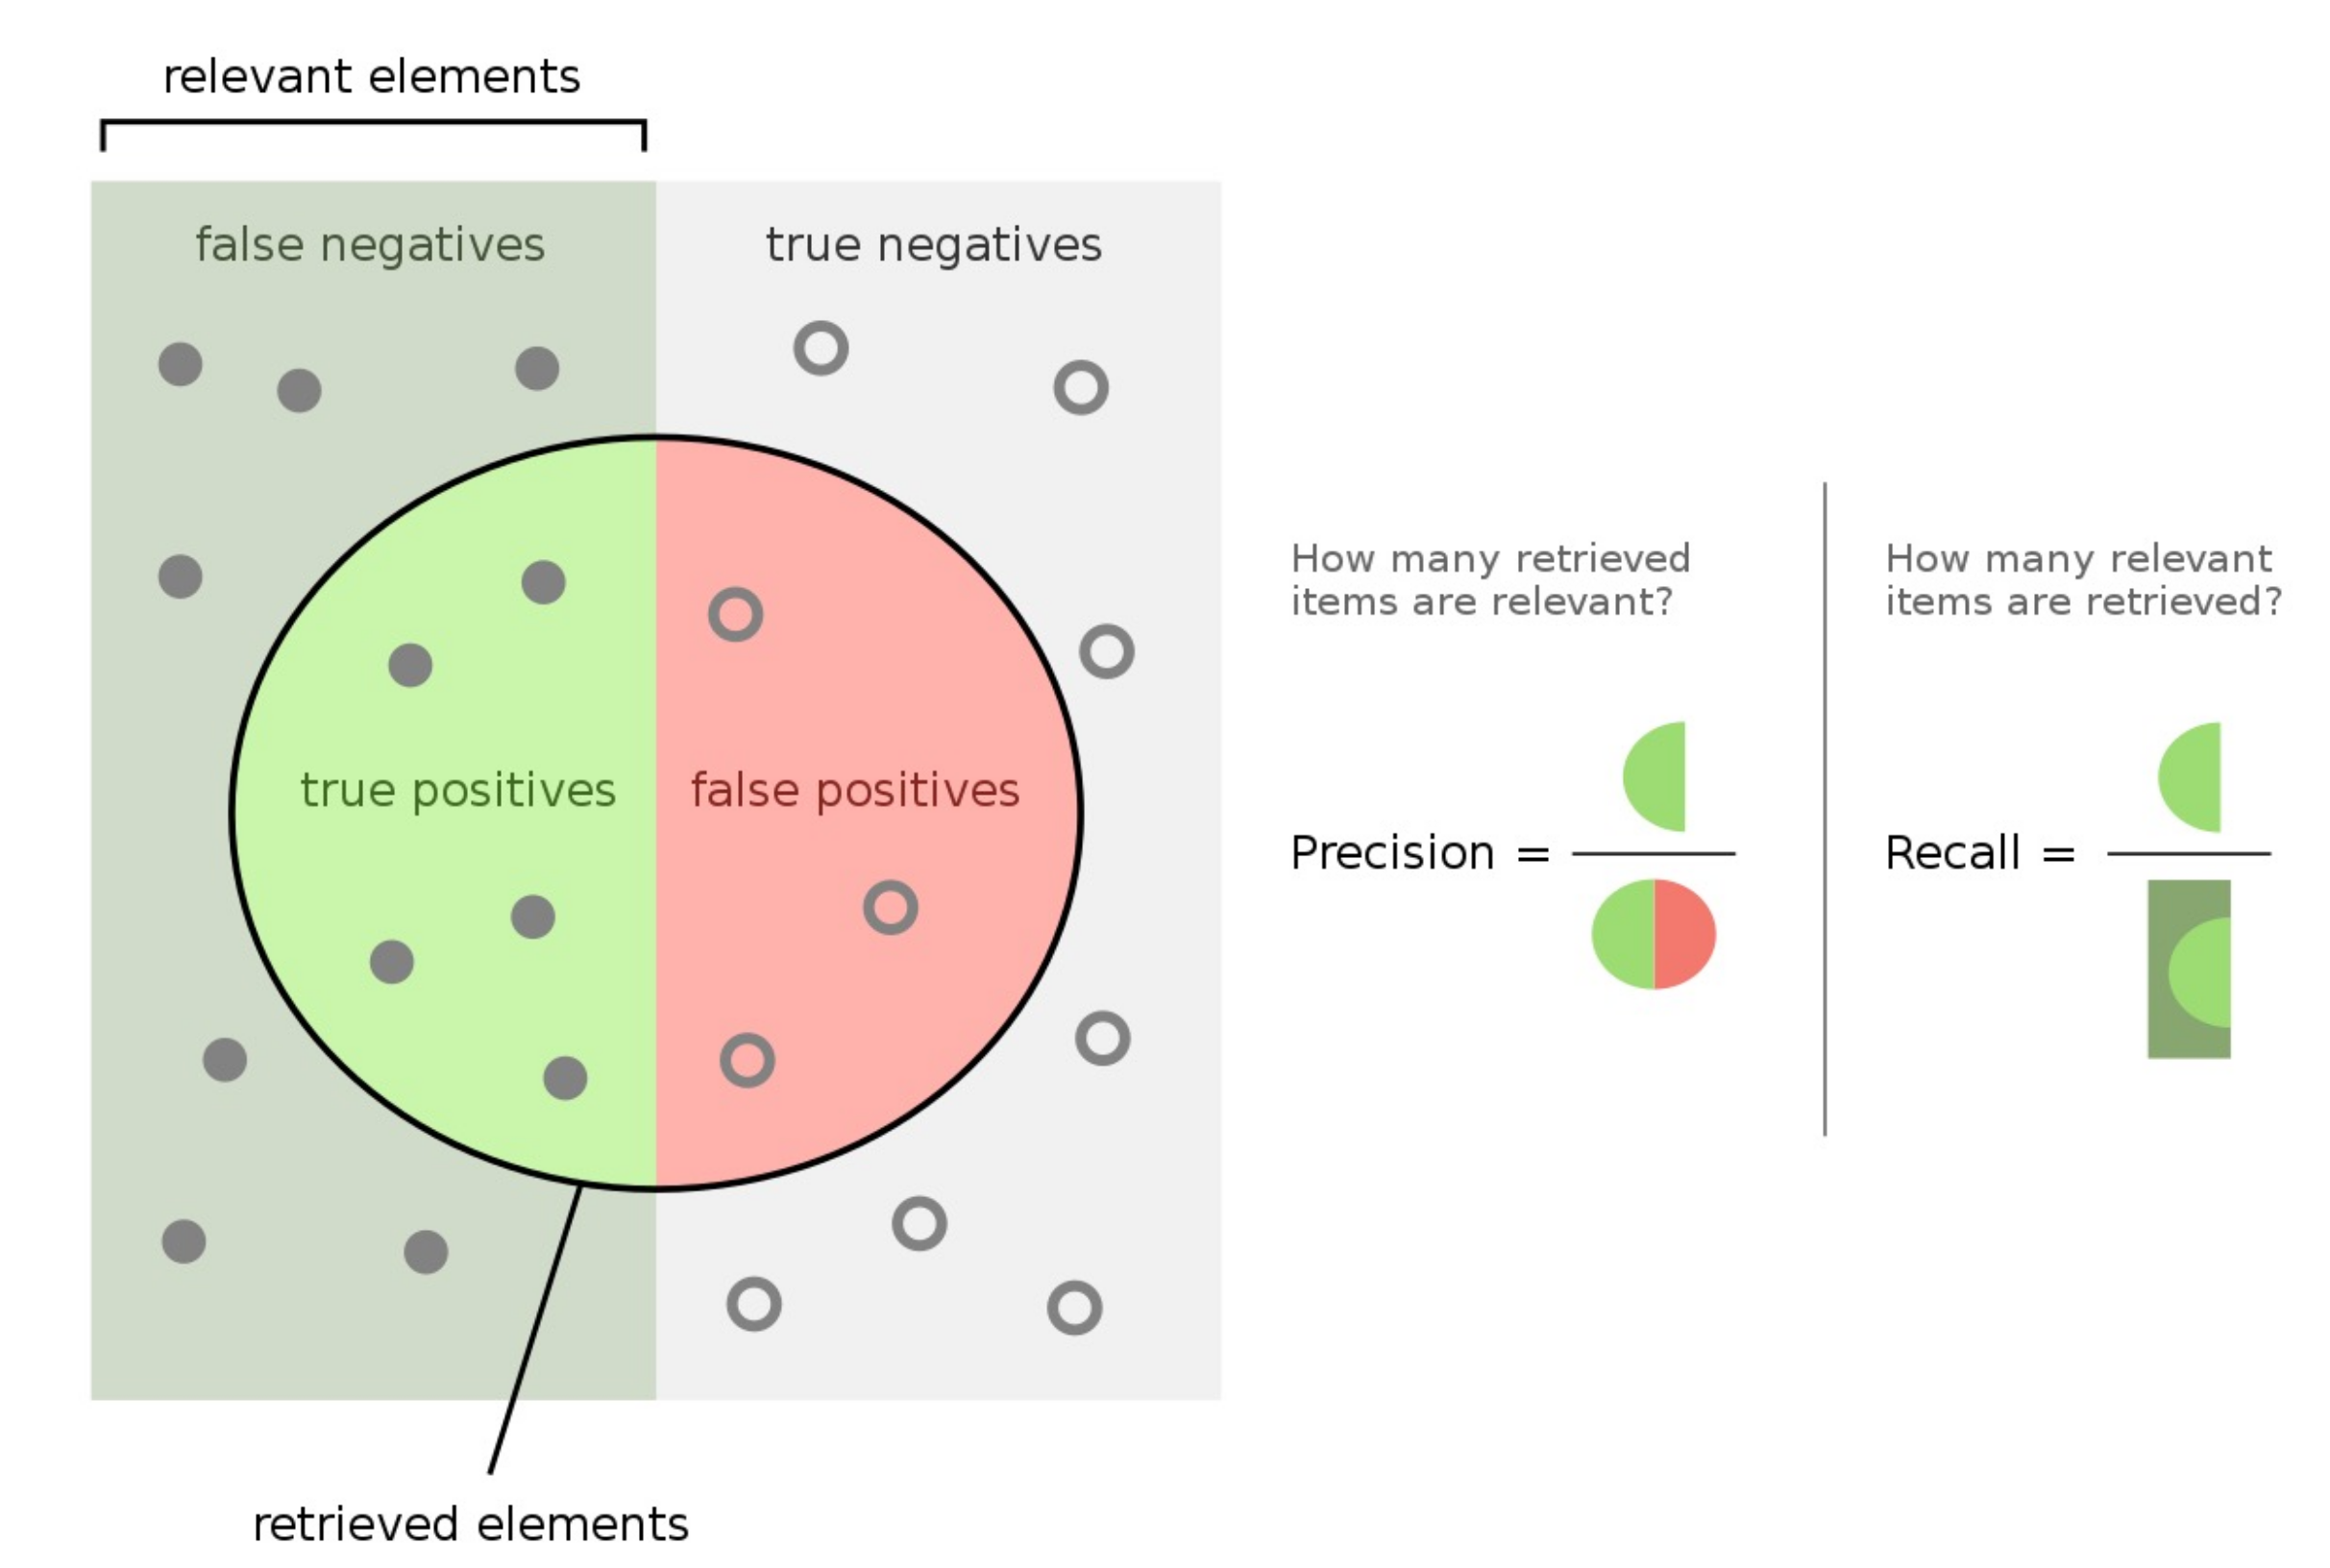 relevant elements
false negatives
true negatives
true positives
false positives
retrieved elements
How many retrieved
items are relevant?
Precision =
How many relevant
items are retrieved?
Recall =